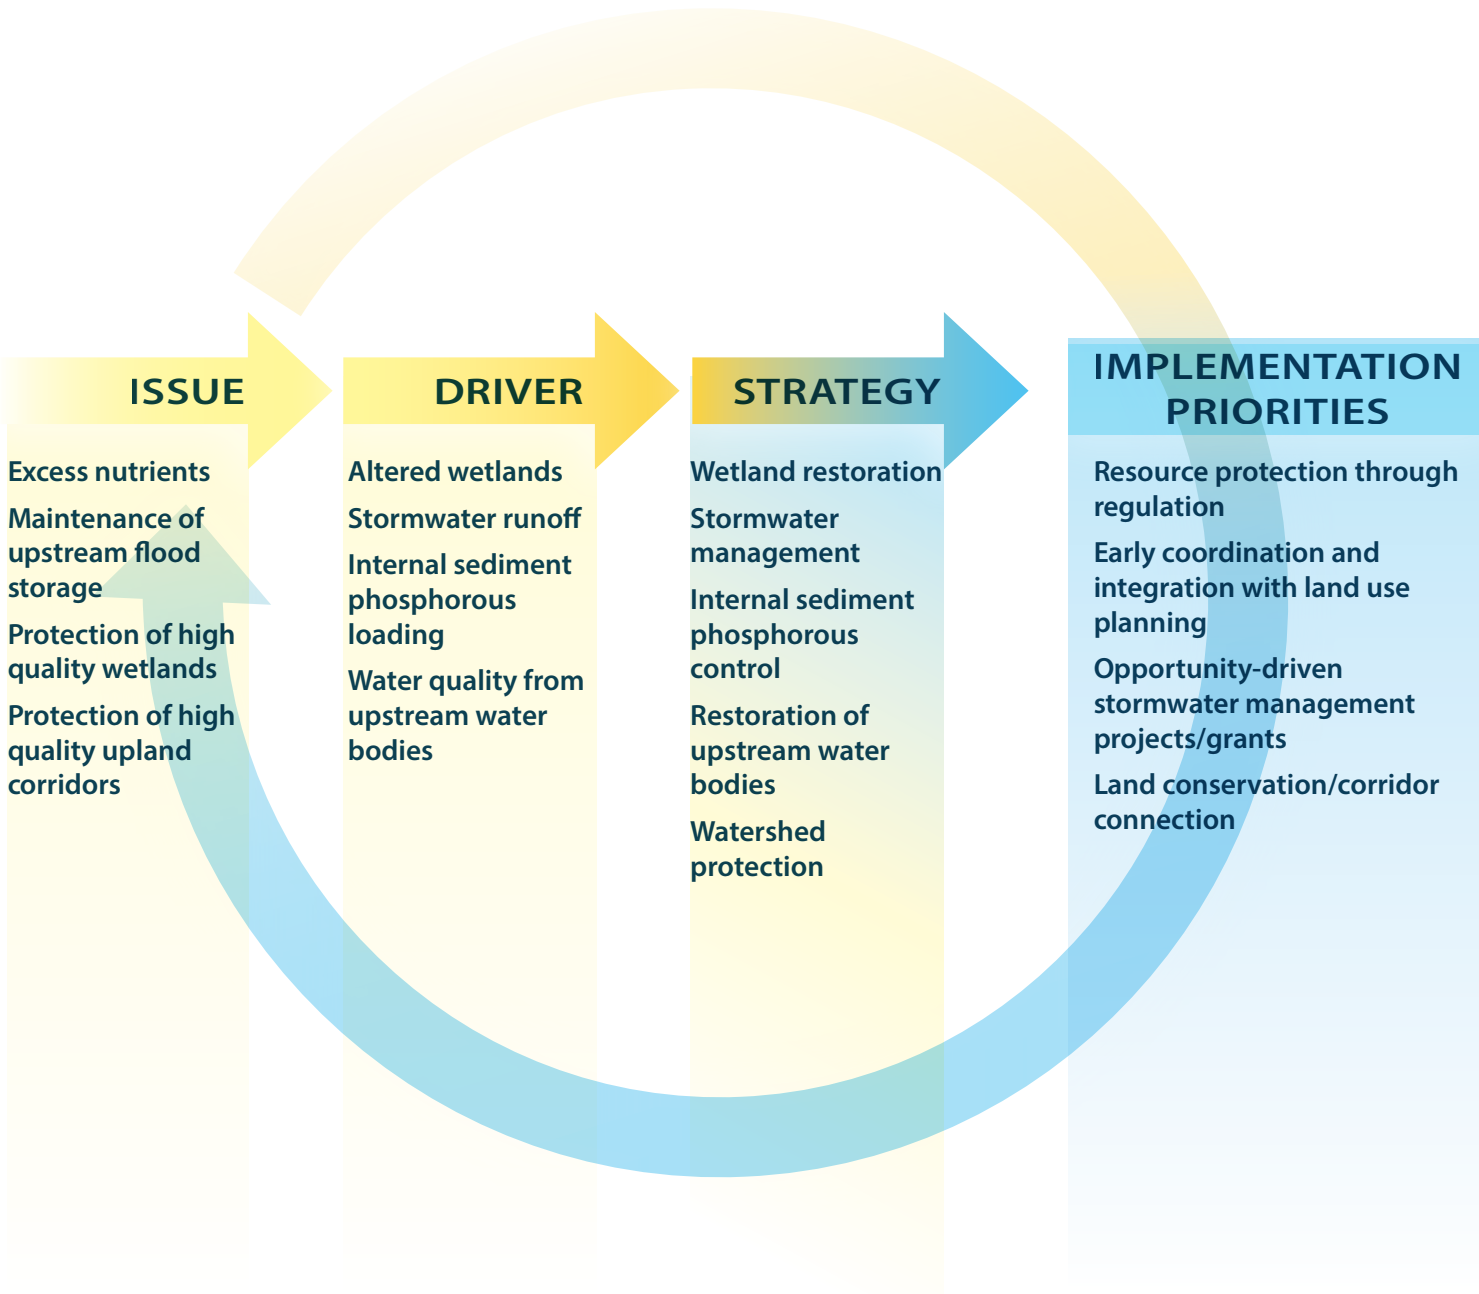 ISSUE
Excess nutrients
Maintenance of
upstream flood
storage
Protection of high
quality wetlands
Protection of high
quality upland
corridors
DRIVER
Altered wetlands
Stormwater runoff
Internal sediment
phosphorous
loading
Water quality from
upstream water
bodies
STRATEGY
Wetland restoration
Stormwater
management
Internal sediment
phosphorous
control
Restoration of
upstream water
bodies
Watershed
protection
IMPLEMENTATION
PRIORITIES
Resource protection through
regulation
Early coordination and
integration with land use
planning
Opportunity-driven
stormwater management
projects/grants
Land conservation/corridor
connection